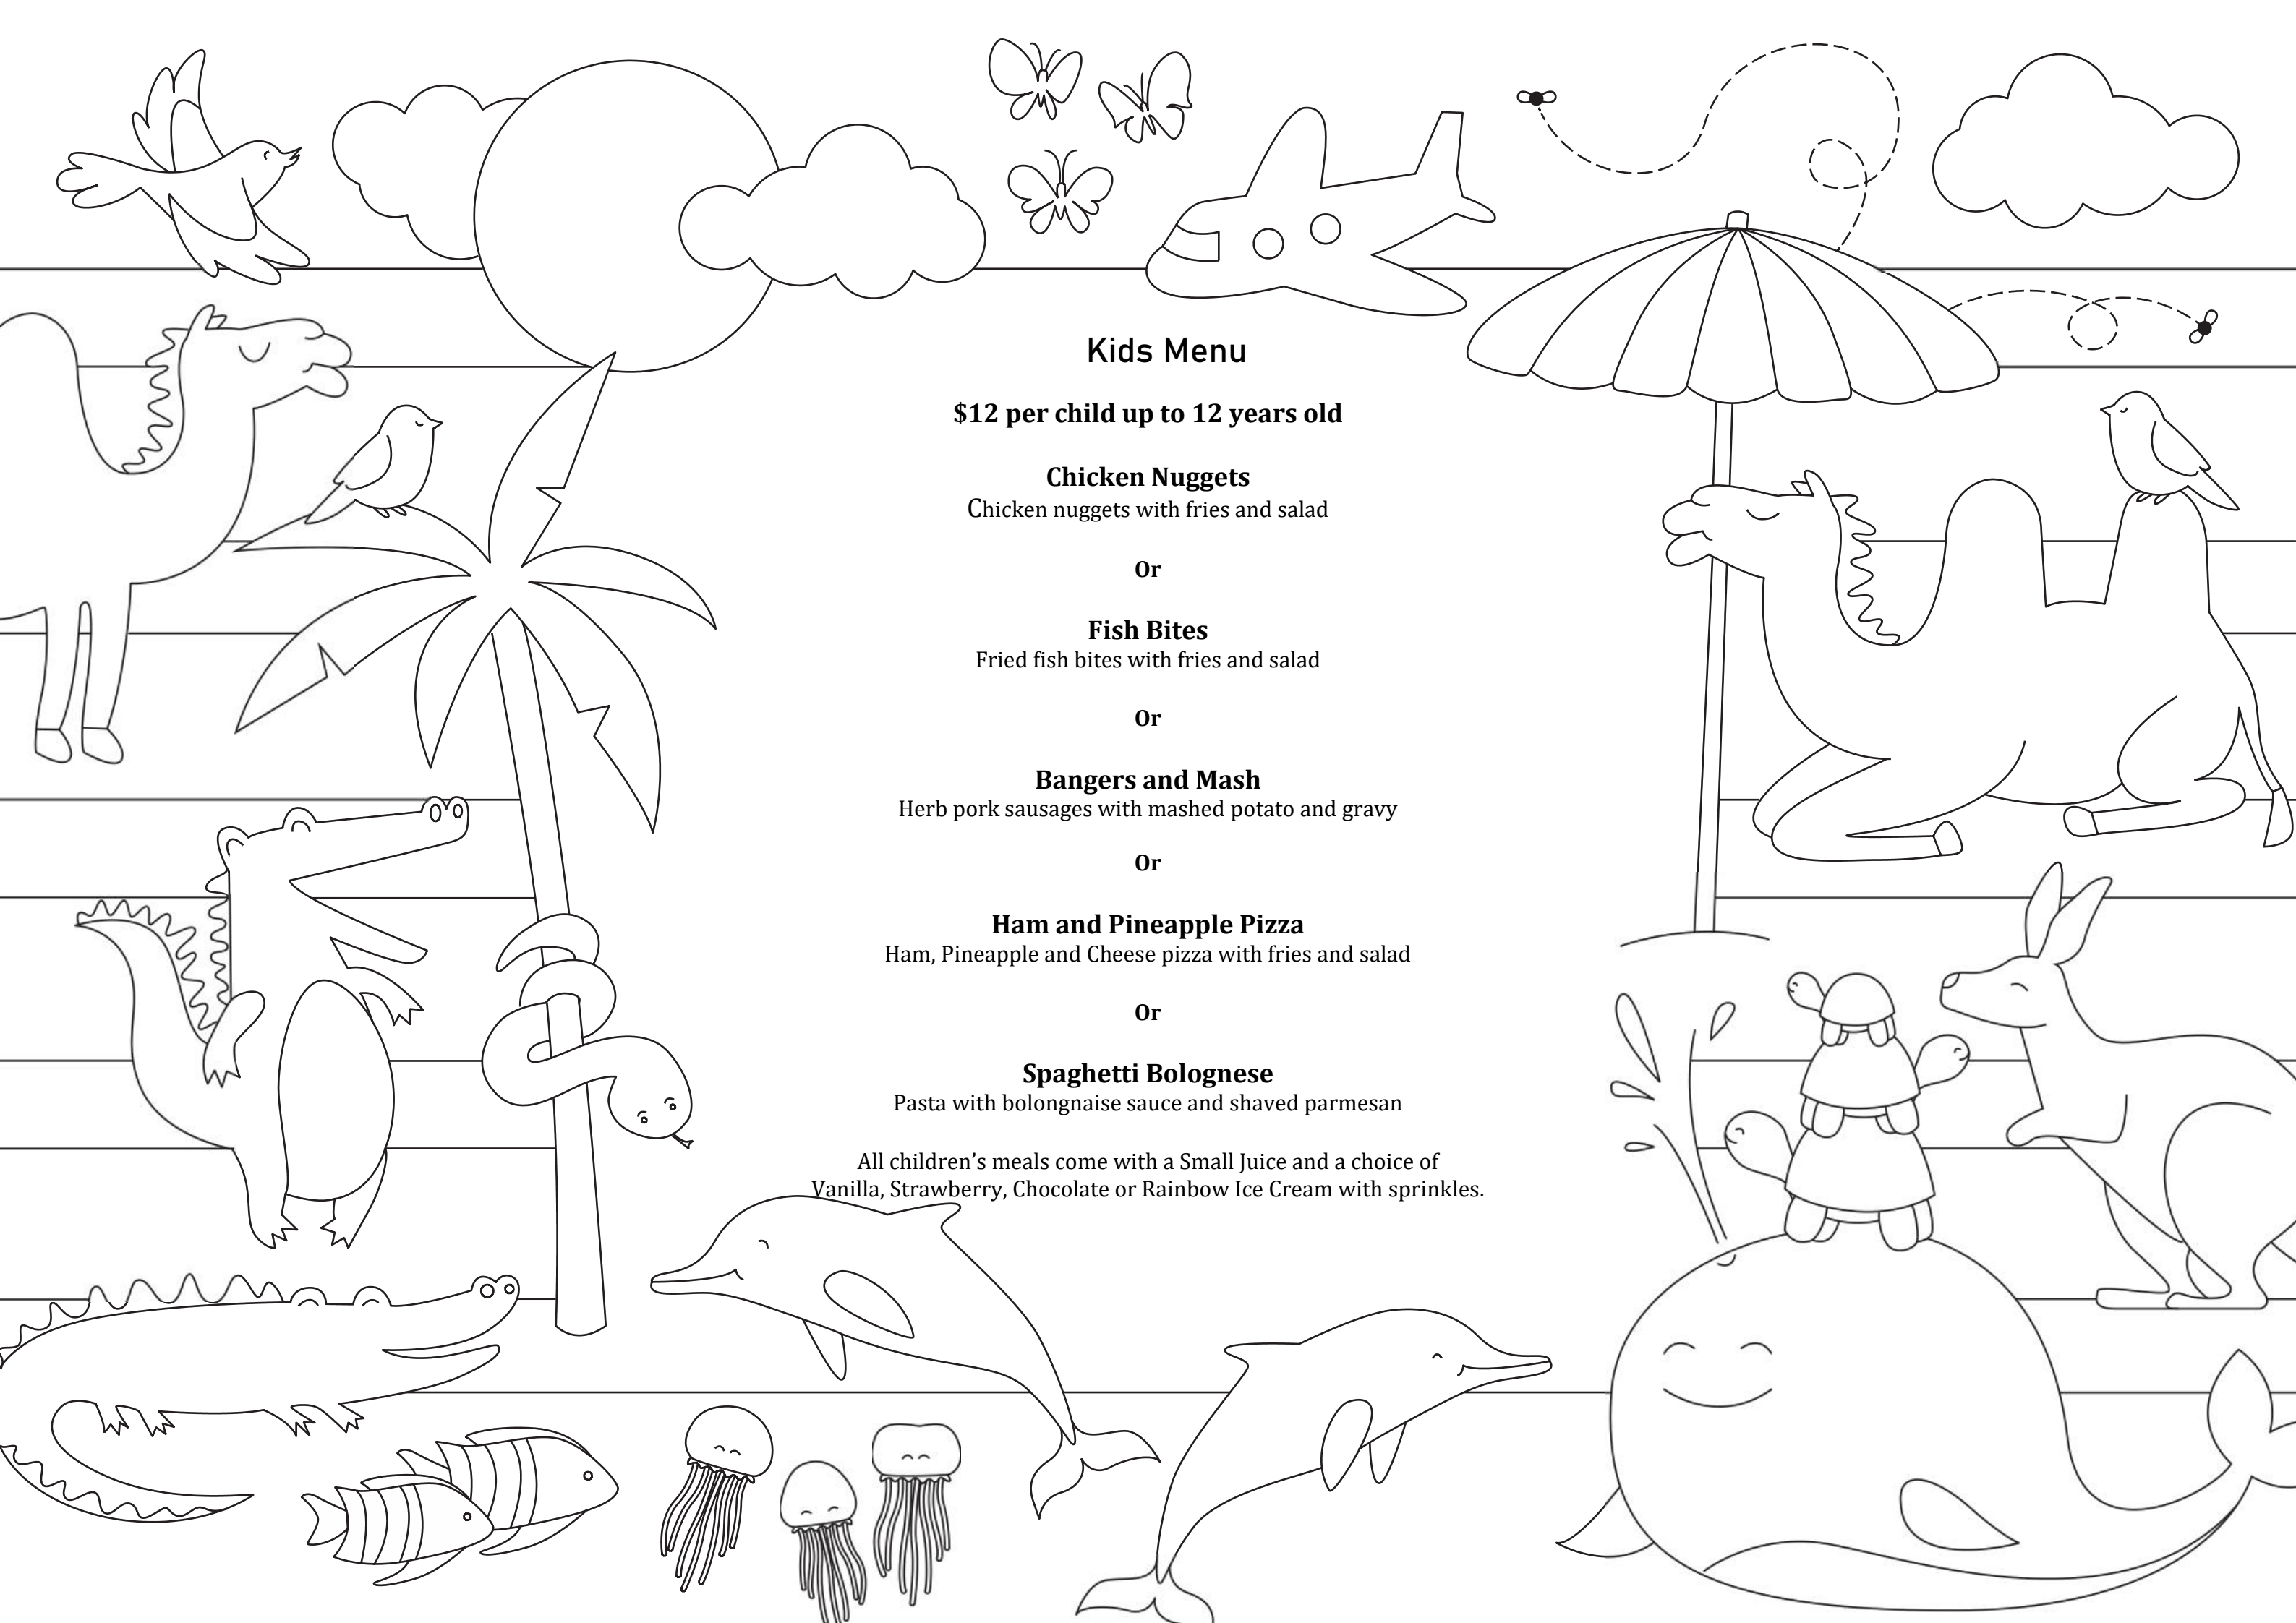 Kids Menu
$12 per child up to 12 years old
Chicken Nuggets
Chicken nuggets with fries and salad
Or
Fish Bites
Fried fish bites with fries and salad
Or
Bangers and Mash
Herb pork sausages with mashed potato and gravy
Or
Ham and Pineapple Pizza
Ham, Pineapple and Cheese pizza with fries and salad
Or
Spaghetti Bolognese
Pasta with bolongnaise sauce and shaved parmesan
All children’s meals come with a Small Juice and a choice of
Vanilla, Strawberry, Chocolate or Rainbow Ice Cream with sprinkles.